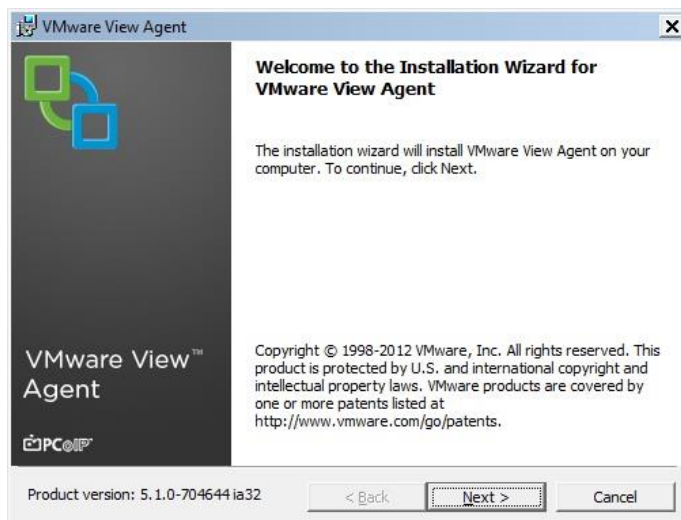 VMware View Agent
Welcome to the Installation Wizard for
VMware View Agent
The installation wizard will install VMware View Agent on your
computer. To continue, click Next.
VMware View™
Agent
PCoIP
Copyright © 1998-2012 VMware, Inc. All rights reserved. This
product is protected by U.S. and international copyright and
intellectual property laws. VMware products are covered by
one or more patents listed at
http://www.vmware.com/go/patents.
Product version: 5.1.0-704644 ia32
< Back
Next >
Cancel